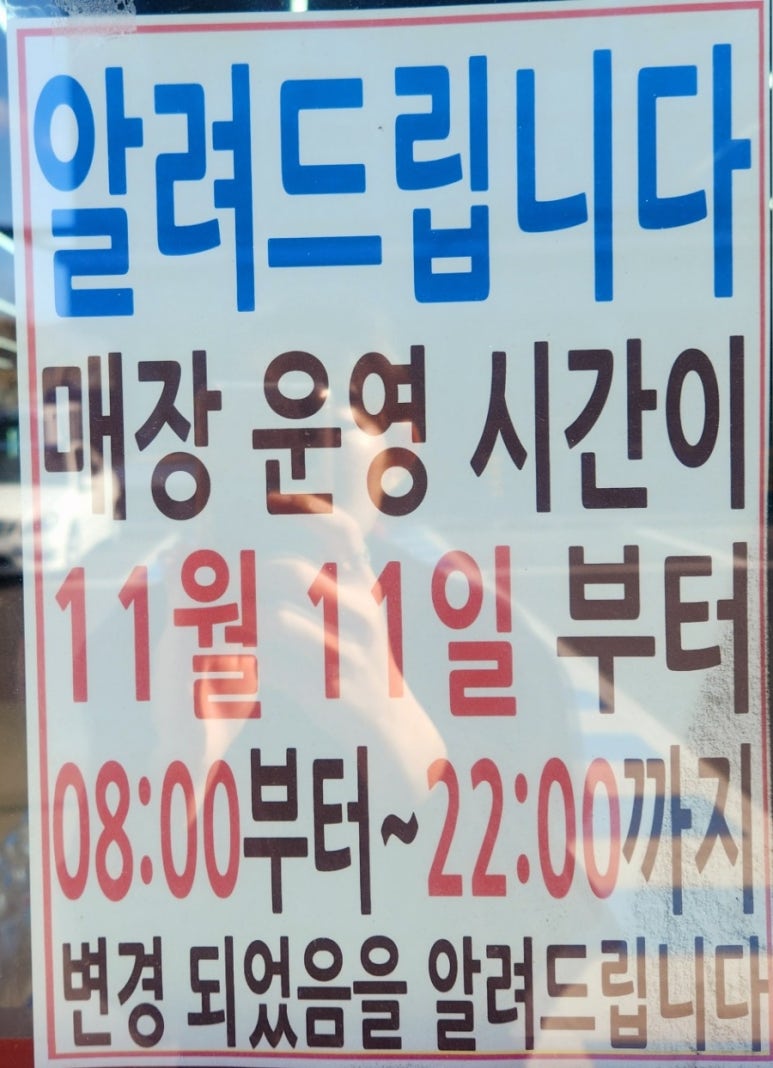 알려드립니다
매장 운영 시간이
11월 11일 부터
08:00부터~22:00까지
변경 되었음을 알려드립니다